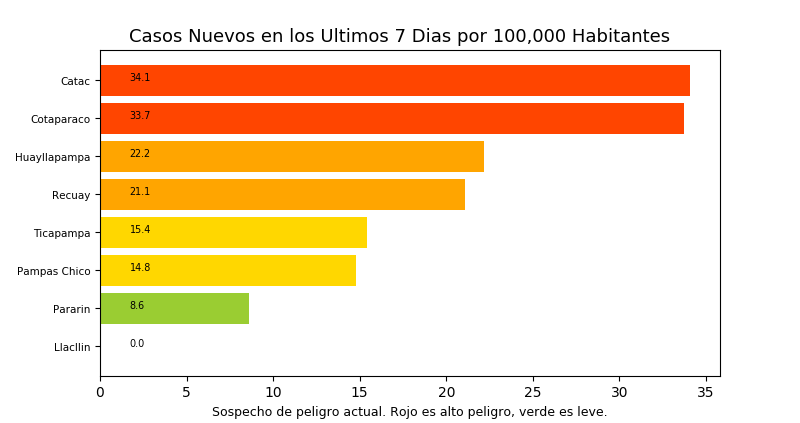 Casos Nuevos en los Ultimos 7 Dias por 100,000 Habitantes
Catac 34.1
Cotaparaco 33.7
Huayllapampa 22.2
Recuay 21.1
Ticapampa 15.4
Pampas Chico 14.8
Pararin 8.6
Llacllin 0.0
0 5 10 15 20 25 30 35
Sospecho de peligro actual. Rojo es alto peligro, verde es leve.